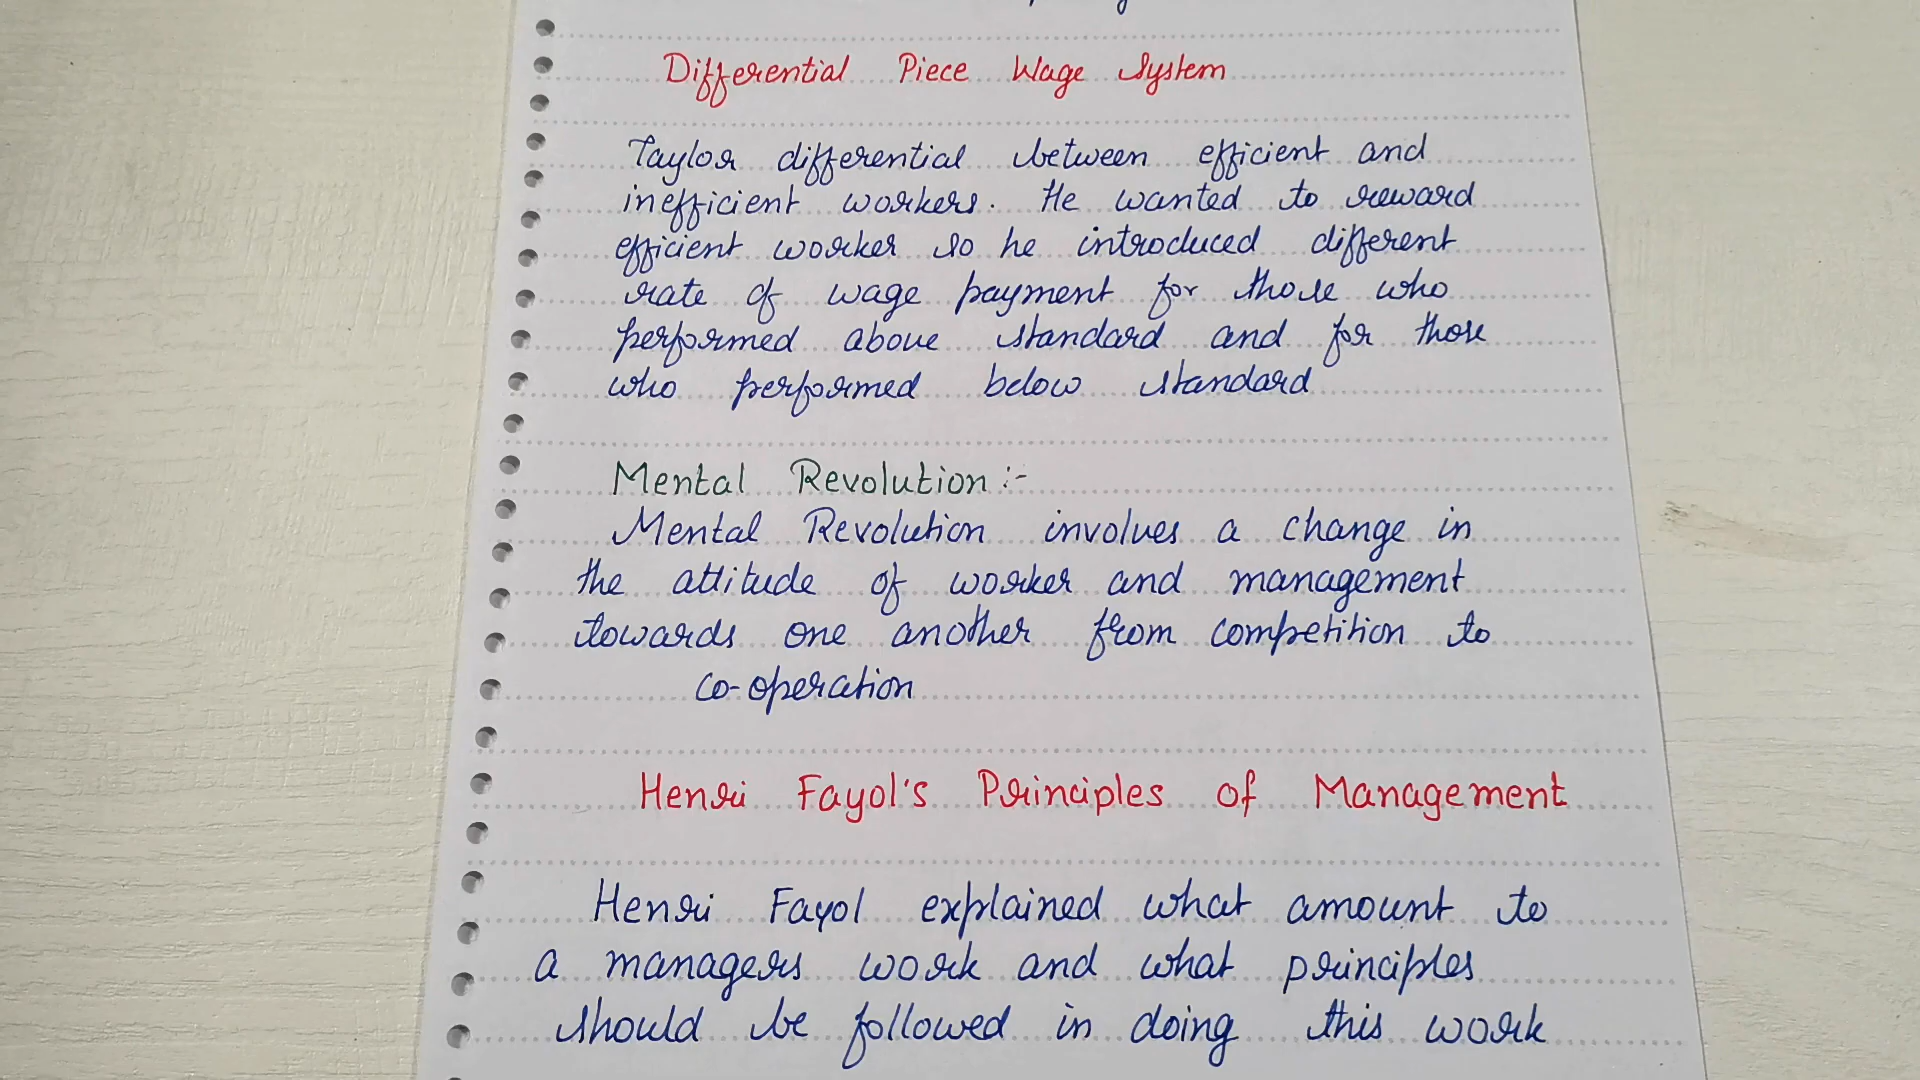 Differential Piece Wage System
Taylor differential between efficient and
inefficient workers. He wanted to reward
efficient worker so he introduced different
rate of wage payment for those who
performed above standard and for those
who performed below standard
Mental Revolution :-
Mental Revolution involves a change in
the attitude of worker and management
towards one another from competition to
co-operation
Henri Fayol's Principles of Management
Henri Fayol explained what amount to
a managers work and what principles
should be followed in doing this work